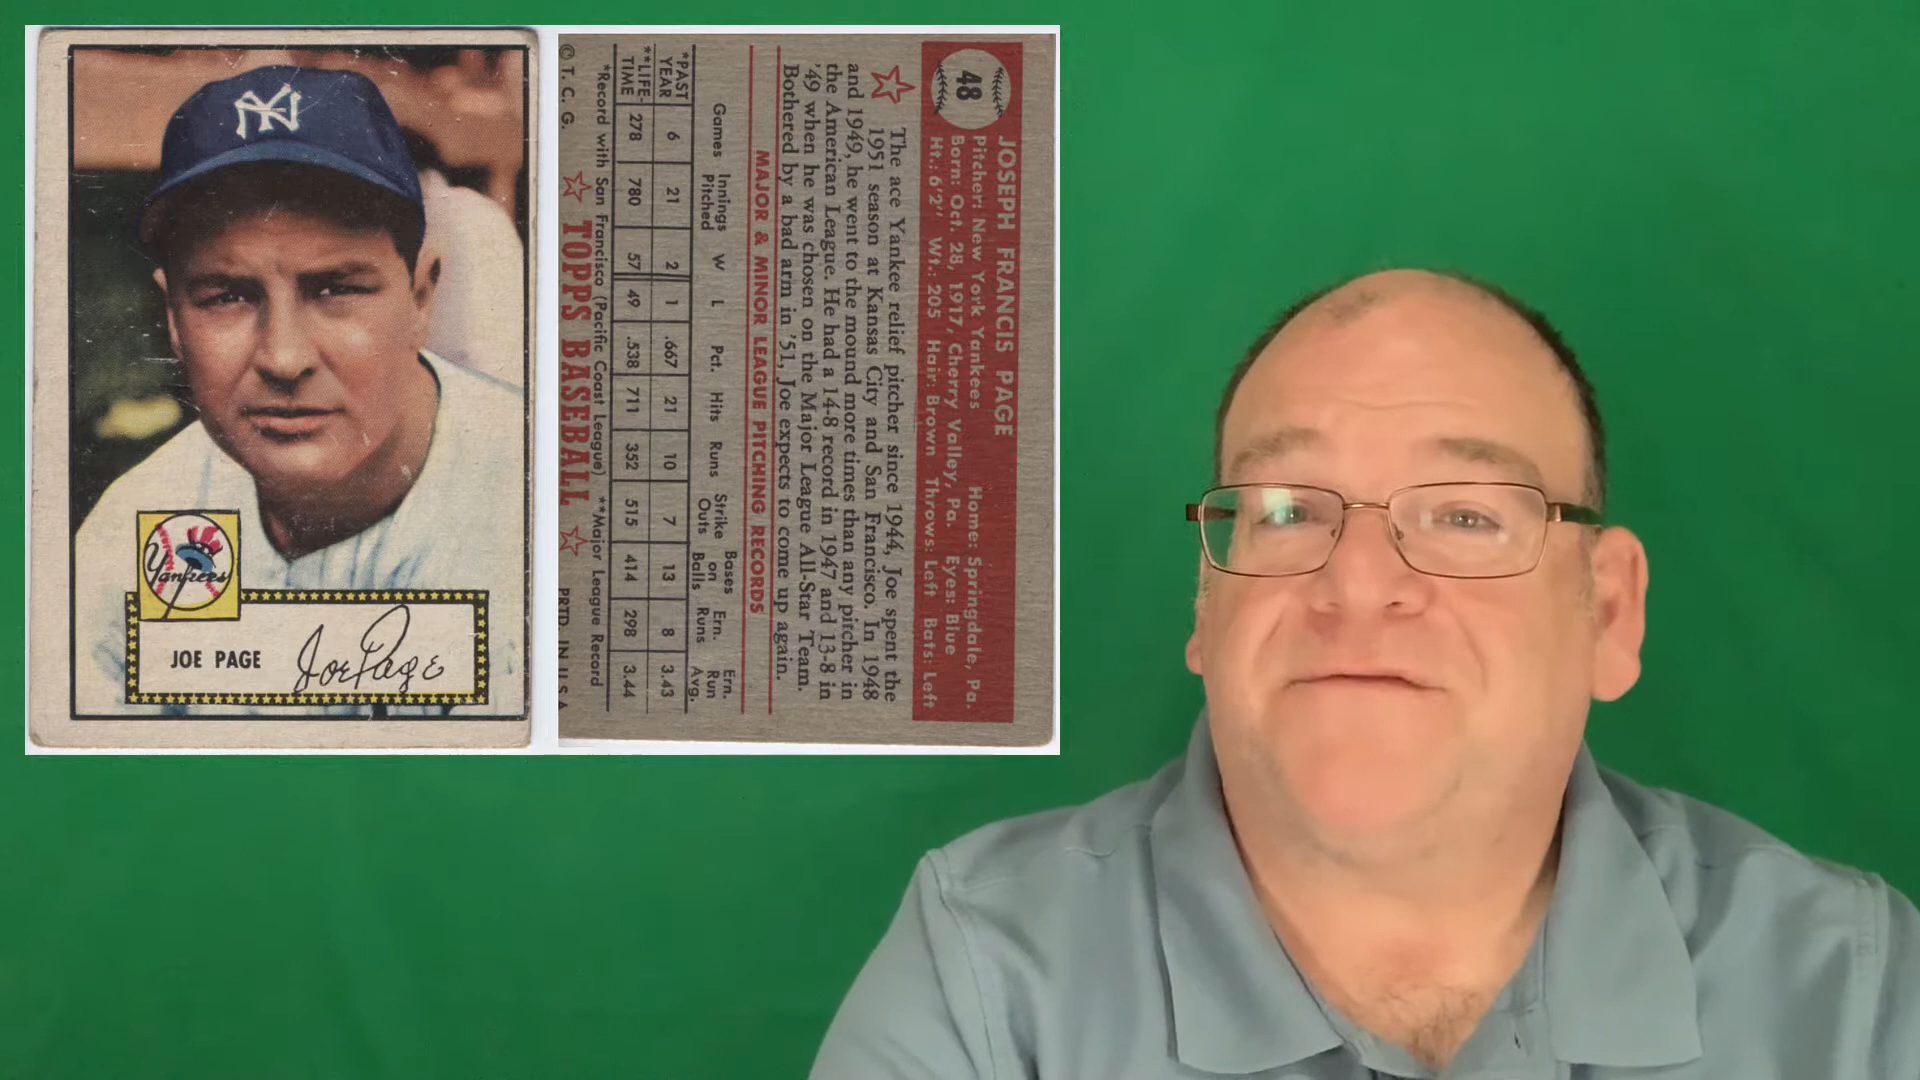 NY
Yankees
JOE PAGE
Joe Page
48
JOSEPH FRANCIS PAGE
Pitcher: New York Yankees Home: Springdale, Pa.
Born: Oct. 28, 1917, Cherry Valley, Pa. Eyes: Blue
Ht.: 6'2" Wt.: 205 Hair: Brown Throws: Left Bats: Left
The ace Yankee relief pitcher since 1944, Joe spent the
1951 season at Kansas City and San Francisco. In 1948
and 1949, he went to the mound more times than any pitcher in
the American League. He had a 14-8 record in 1947 and 13-8 in
'49 when he was chosen on the Major League All-Star Team.
Bothered by a bad arm in '51, Joe expects to come up again.
MAJOR & MINOR LEAGUE PITCHING RECORDS
Games Innings Pitched W L Pct. Hits Runs Strike Outs Bases on Balls Ern. Runs Ern. Run Avg.
*PAST YEAR 6 21 2 1 .667 21 10 7 13 8 3.43
**LIFE-TIME 278 780 57 49 .538 711 352 515 414 298 3.44
*Record with San Francisco (Pacific Coast League) **Major League Record
© T. C. G. TOPPS BASEBALL PRTD. IN U.S.A.